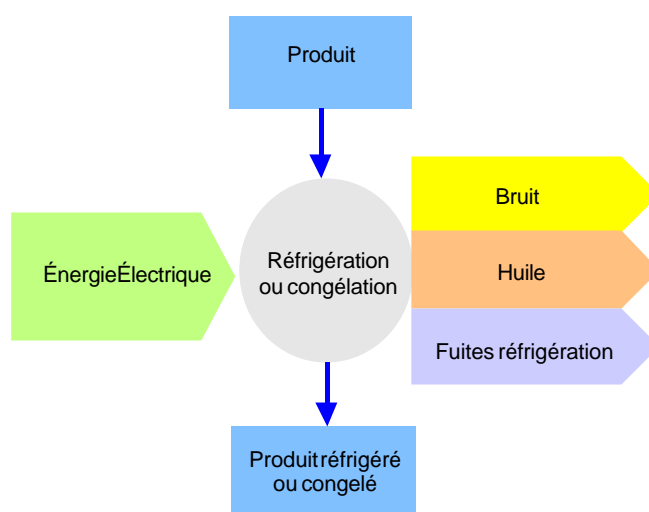 Produit
Bruit
ÉnergieÉlectrique
Réfrigération
ou congélation
Huile
Fuites réfrigération
Produit réfrigéré
ou congelé